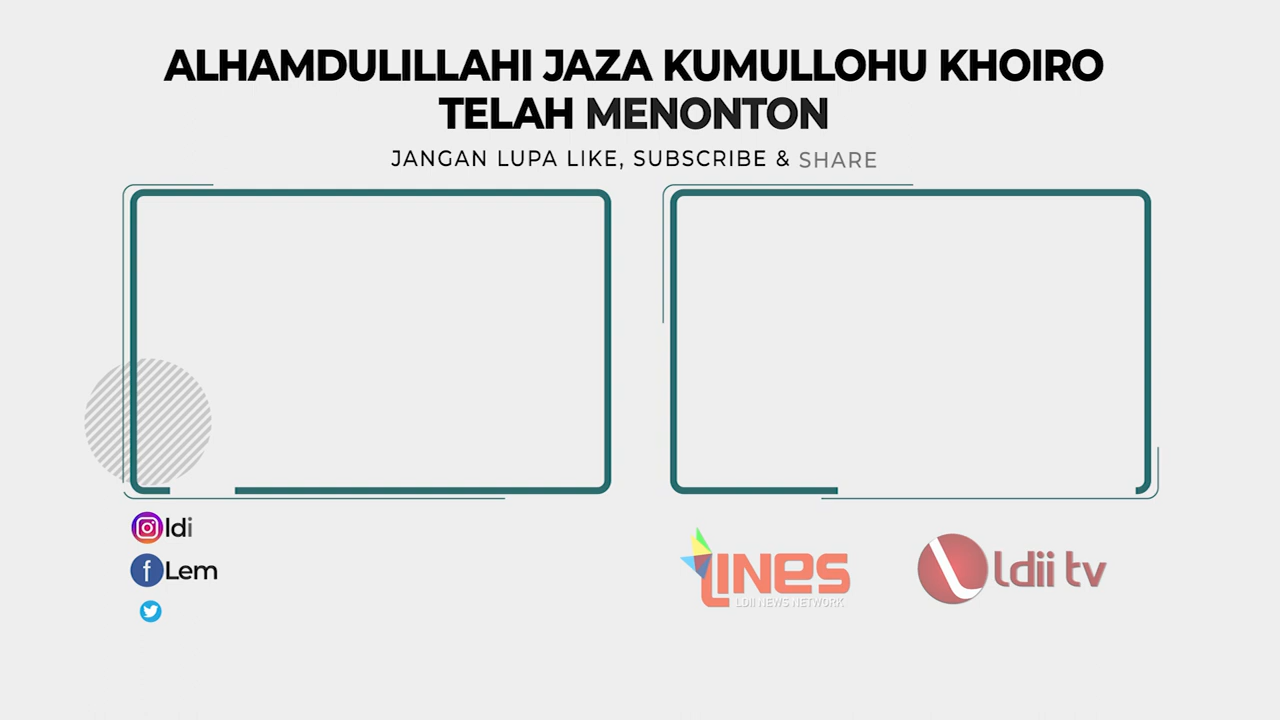 ALHAMDULILLAHI JAZA KUMULLOHU KHOIRO
TELAH MENONTON
JANGAN LUPA LIKE, SUBSCRIBE & SHARE
ldi
Lem
LINES
LDII NEWS NETWORK
ldii tv